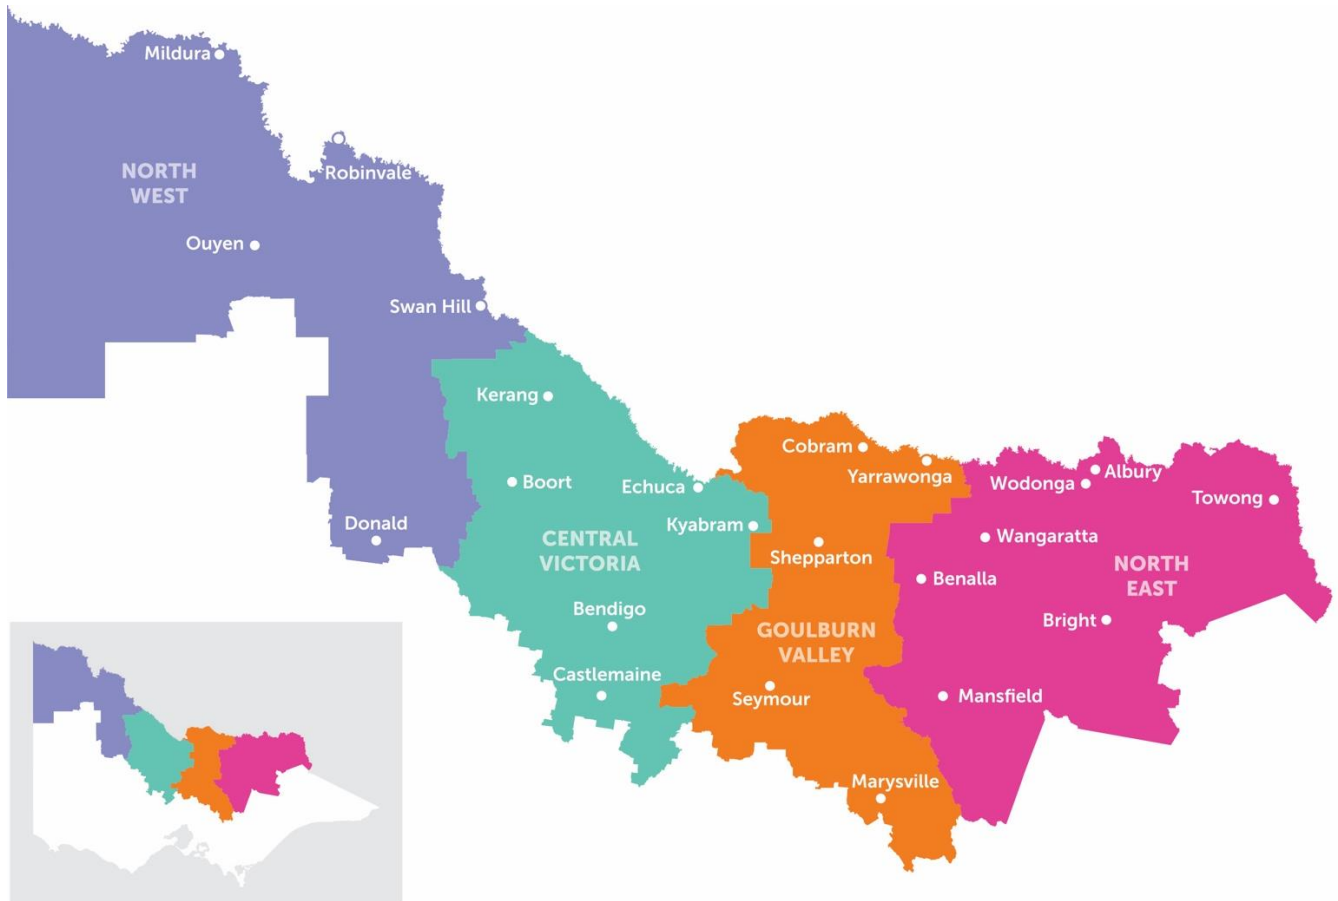 Mildura
Robinvale
NORTH
WEST
Ouyen
Swan Hill
Kerang
Boort
Echuca
Donald
Kyabram
CENTRAL
VICTORIA
Bendigo
Castlemaine
Cobram
Yarrawonga
Shepparton
GOULBURN
VALLEY
Seymour
Marysville
Albury
Wodonga
Towong
Wangaratta
Benalla
NORTH
EAST
Bright
Mansfield